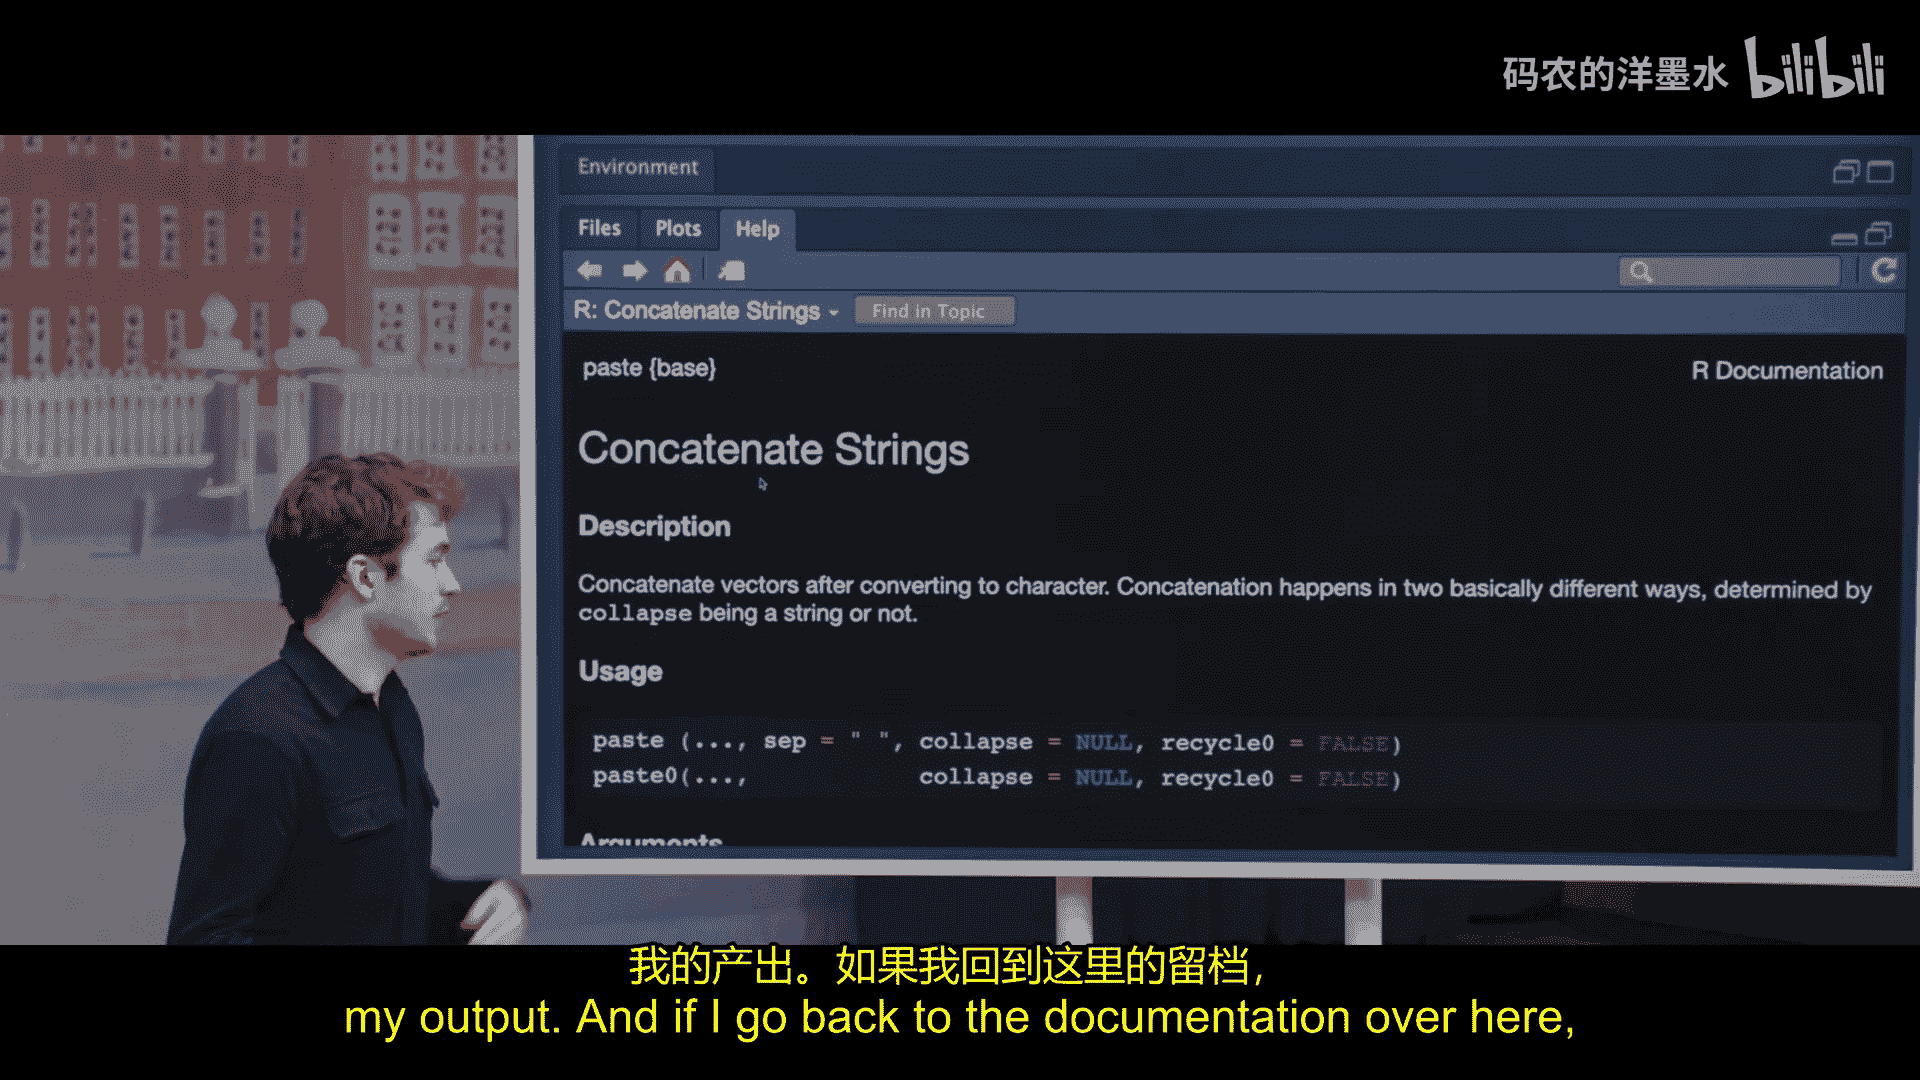 码农的洋墨水 bilibili
Environment
Files Plots Help
R: Concatenate Strings Find in Topic
paste {base} R Documentation
Concatenate Strings
Description
Concatenate vectors after converting to character. Concatenation happens in two basically different ways, determined by
collapse being a string or not.
Usage
paste (..., sep = " ", collapse = NULL, recycle0 = FALSE)
paste0(..., collapse = NULL, recycle0 = FALSE)
Arguments
我的产出。如果我回到这里的留档，
my output. And if I go back to the documentation over here,